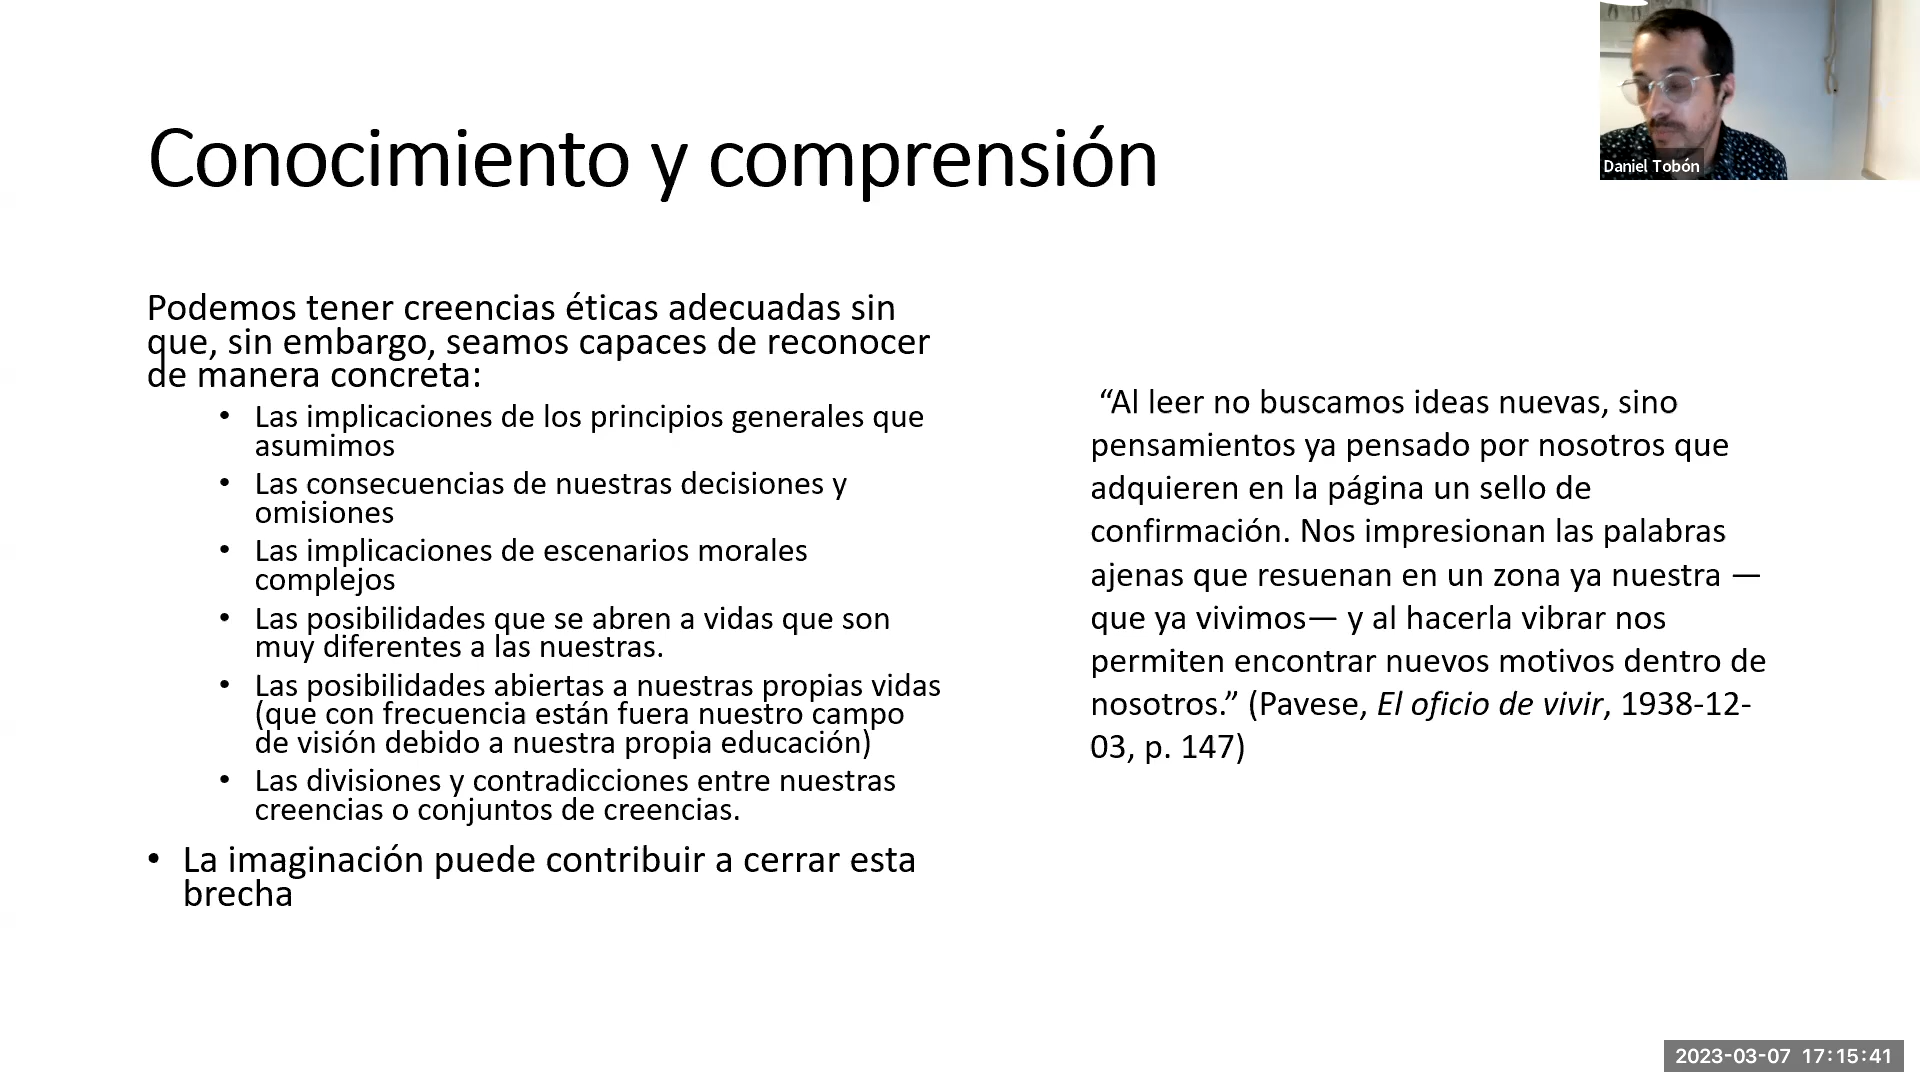 Conocimiento y comprensión
Daniel Tobón
Podemos tener creencias éticas adecuadas sin
que, sin embargo, seamos capaces de reconocer
de manera concreta:
• Las implicaciones de los principios generales que
asumimos
• Las consecuencias de nuestras decisiones y
omisiones
• Las implicaciones de escenarios morales
complejos
• Las posibilidades que se abren a vidas que son
muy diferentes a las nuestras.
• Las posibilidades abiertas a nuestras propias vidas
(que con frecuencia están fuera nuestro campo
de visión debido a nuestra propia educación)
• Las divisiones y contradicciones entre nuestras
creencias o conjuntos de creencias.
• La imaginación puede contribuir a cerrar esta
brecha
“Al leer no buscamos ideas nuevas, sino
pensamientos ya pensado por nosotros que
adquieren en la página un sello de
confirmación. Nos impresionan las palabras
ajenas que resuenan en un zona ya nuestra —
que ya vivimos— y al hacerla vibrar nos
permiten encontrar nuevos motivos dentro de
nosotros.” (Pavese, El oficio de vivir, 1938-12-
03, p. 147)
2023-03-07 17:15:41